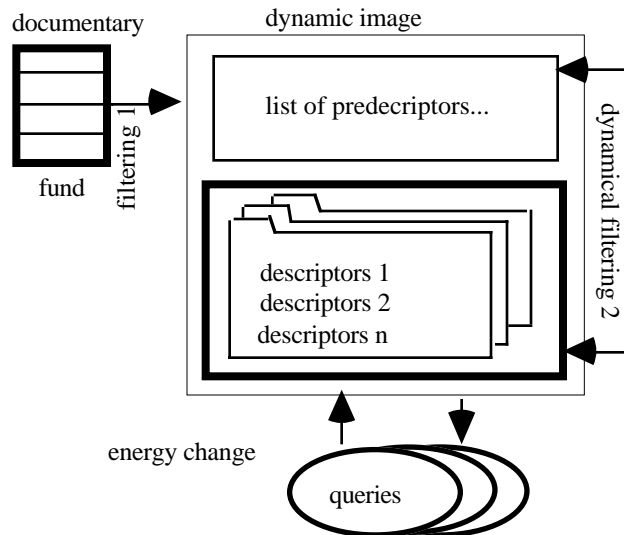 documentary
dynamic image
list of predecriptors...
filtering 1
fund
dynamical filtering 2
descriptors 1
descriptors 2
descriptors n
energy change
queries